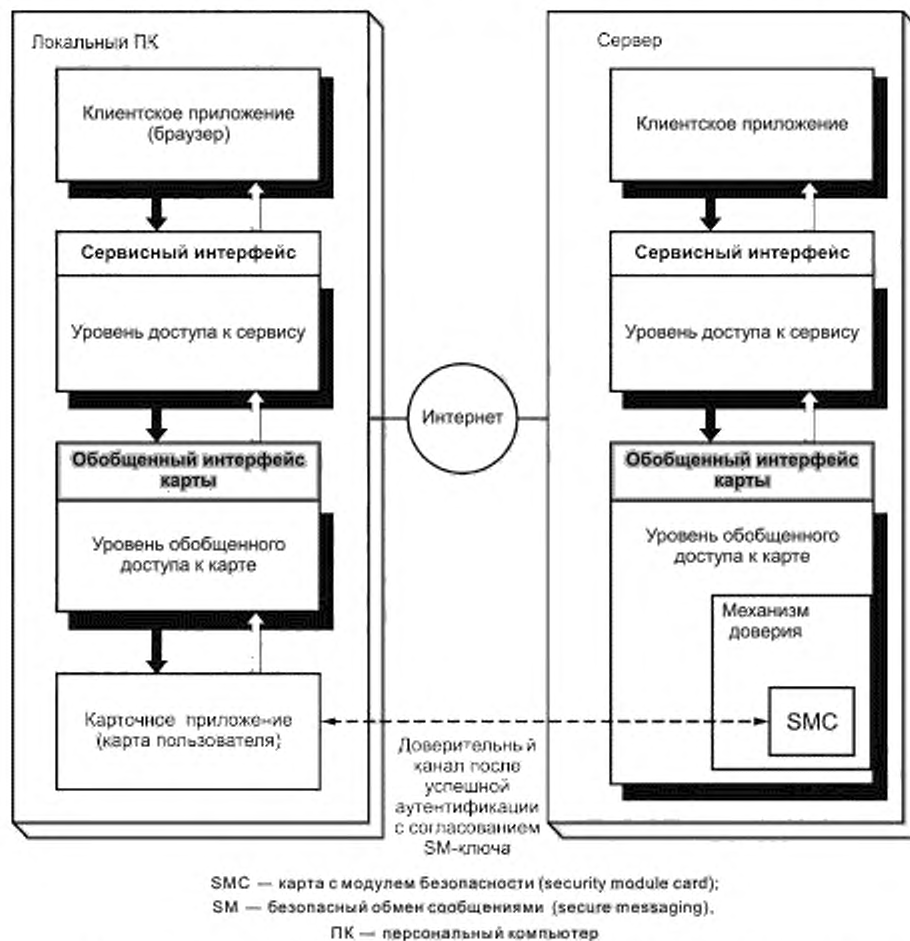 Локальный ПК
Клиентское приложение
(браузер)
Сервисный интерфейс
Уровень доступа к сервису
Обобщенный интерфейс
карты
Уровень обобщенного
доступа к карте
Карточное приложение
(карта пользователя)
Интернет
Доверительный
канал после
успешной
аутентификации
с согласованием
SM-ключа
Сервер
Клиентское приложение
Сервисный интерфейс
Уровень доступа к сервису
Обобщенный интерфейс
карты
Уровень обобщенного
доступа к карте
Механизм
доверия
SMC
SMC — карта с модулем безопасности (security module card);
SM — безопасный обмен сообщениями (secure messaging),
ПК — персональный компьютер